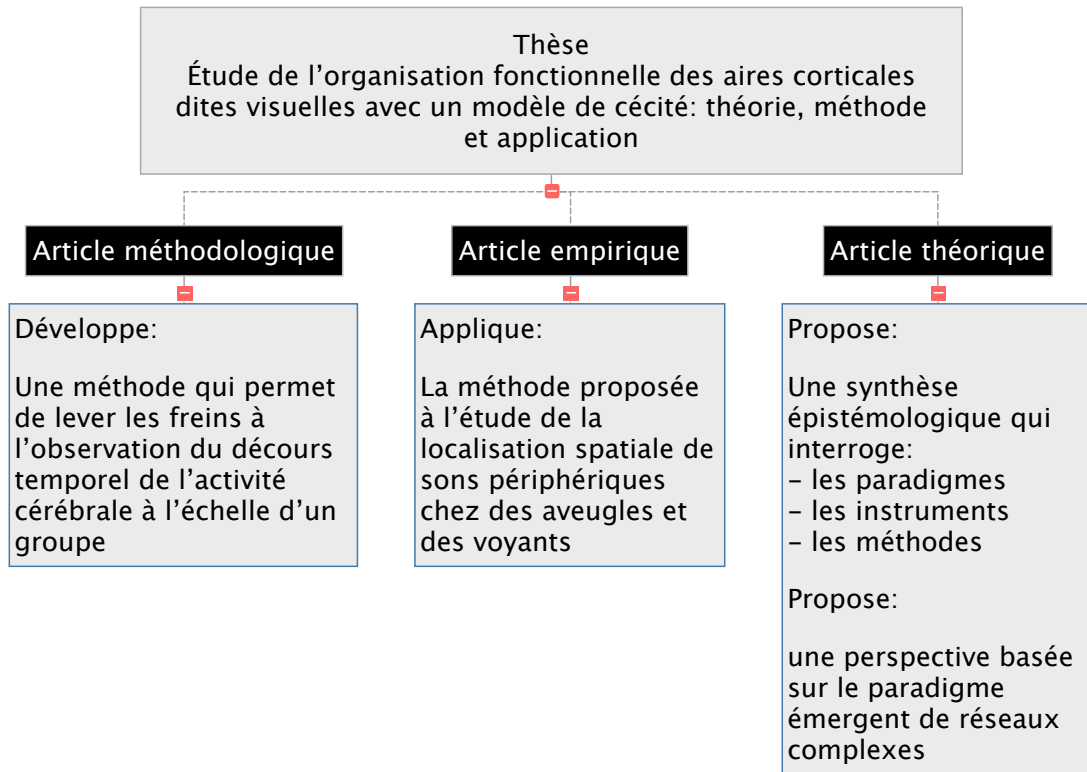 Thèse
Étude de l’organisation fonctionnelle des aires corticales
dites visuelles avec un modèle de cécité: théorie, méthode
et application
Article méthodologique
Développe:
Une méthode qui permet
de lever les freins à
l’observation du décours
temporel de l’activité
cérébrale à l’échelle d’un
groupe
Article empirique
Applique:
La méthode proposée
à l’étude de la
localisation spatiale de
sons périphériques
chez des aveugles et
des voyants
Article théorique
Propose:
Une synthèse
épistémologique qui
interroge:
– les paradigmes
– les instruments
– les méthodes
Propose:
une perspective basée
sur le paradigme
émergent de réseaux
complexes